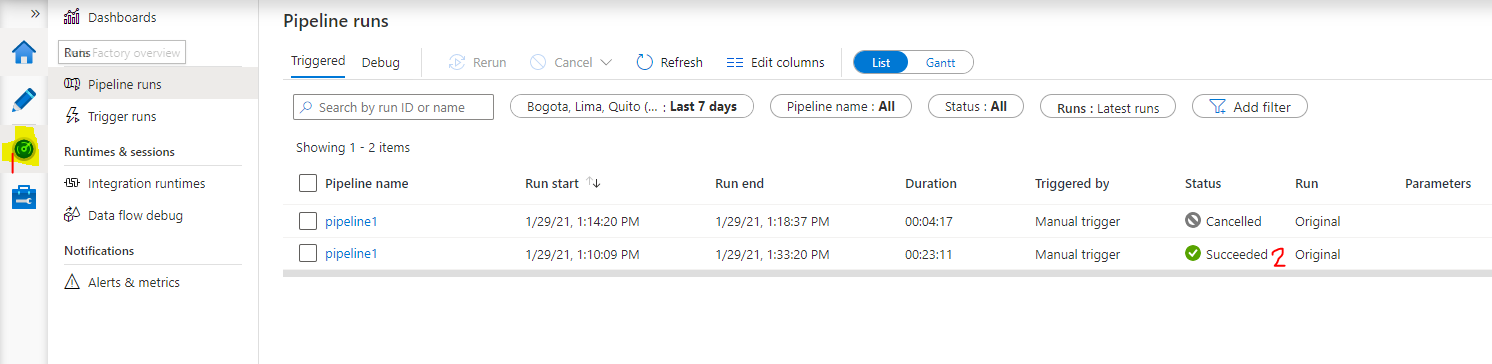 »
Dashboards
Runs
Factory overview
Pipeline runs
Trigger runs
Runtimes & sessions
Integration runtimes
Data flow debug
Notifications
Alerts & metrics
Pipeline runs
Triggered Debug Rerun Cancel Refresh Edit columns List Gantt
Search by run ID or name Bogota, Lima, Quito (... : Last 7 days Pipeline name : All Status : All Runs : Latest runs Add filter
Showing 1 - 2 items
Pipeline name Run start ↑↓ Run end Duration Triggered by Status Run Parameters
pipeline1 1/29/21, 1:14:20 PM 1/29/21, 1:18:37 PM 00:04:17 Manual trigger Cancelled Original
pipeline1 1/29/21, 1:10:09 PM 1/29/21, 1:33:20 PM 00:23:11 Manual trigger Succeeded 2 Original